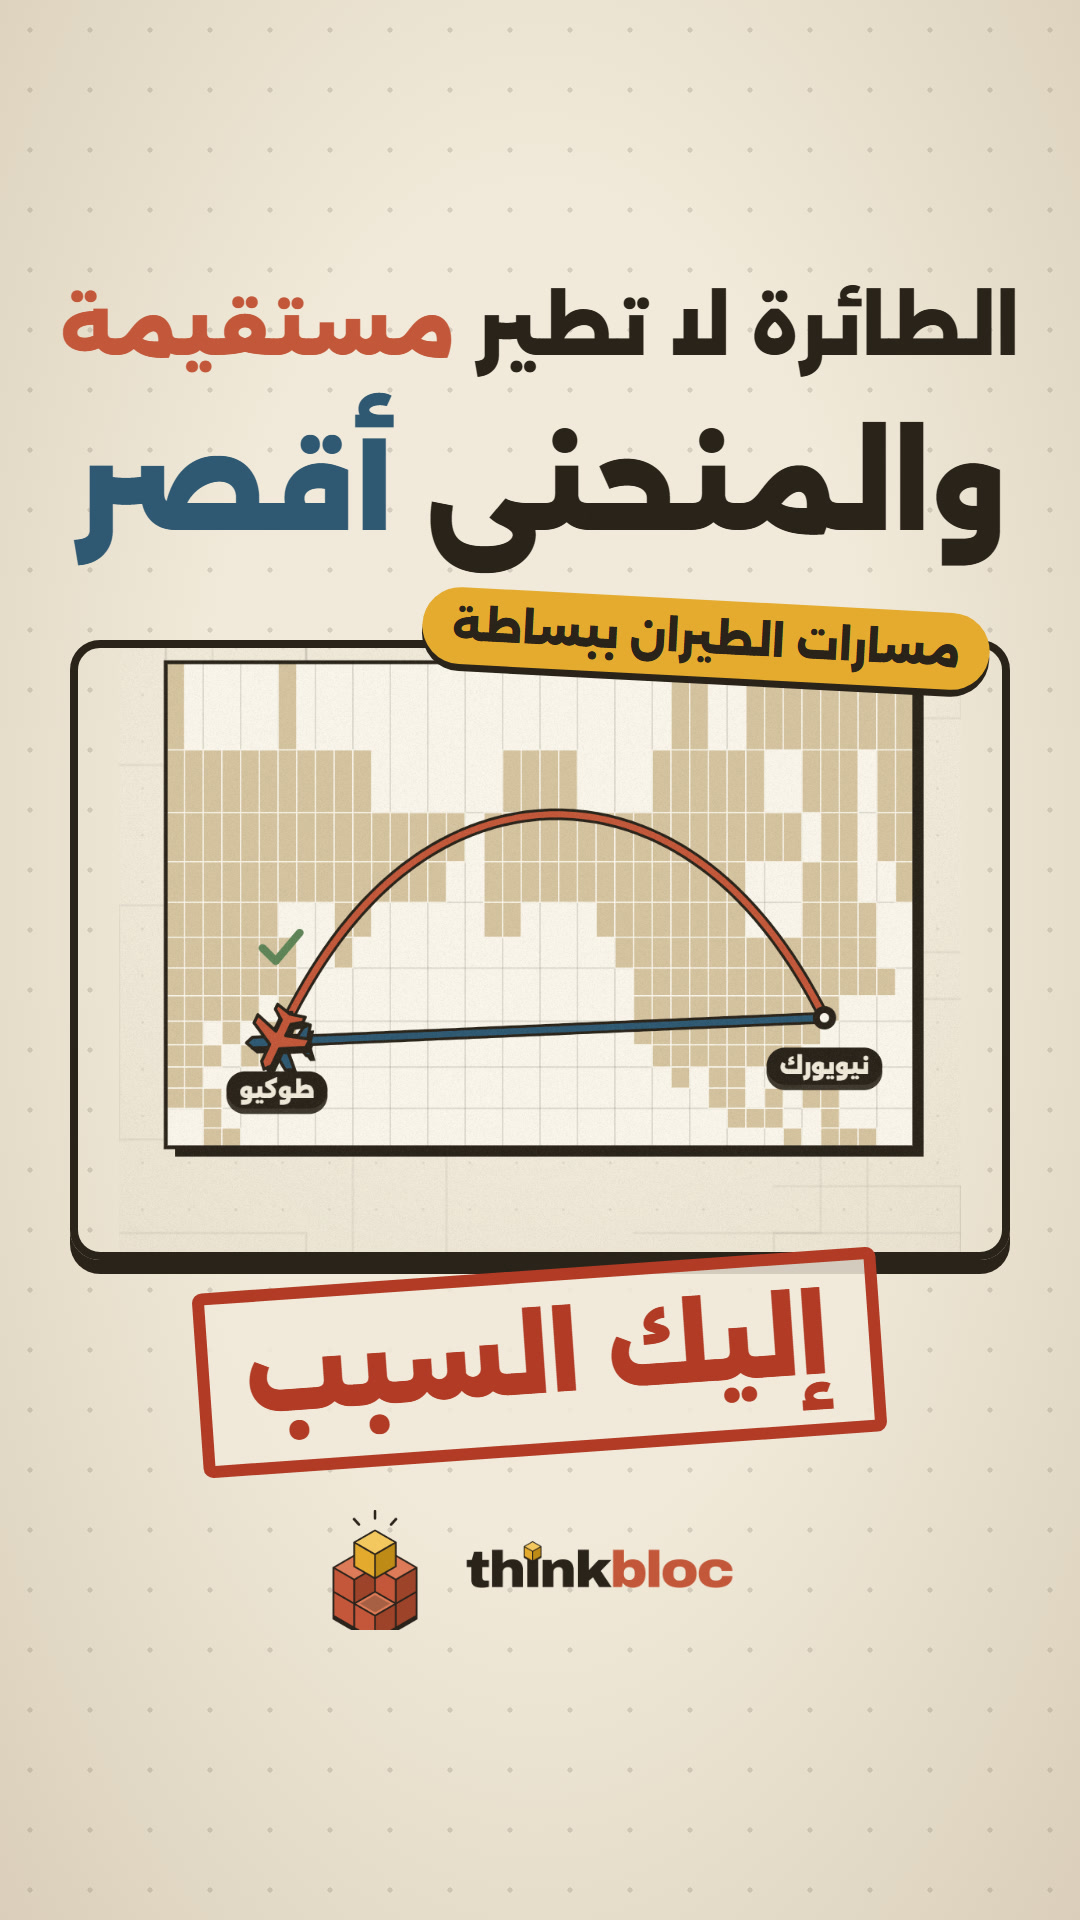 الطائرة لا تطير مستقيمة
والمنحنى أقصر
مسارات الطيران ببساطة
طوكيو
نيويورك
إليك السبب
thinkbloc